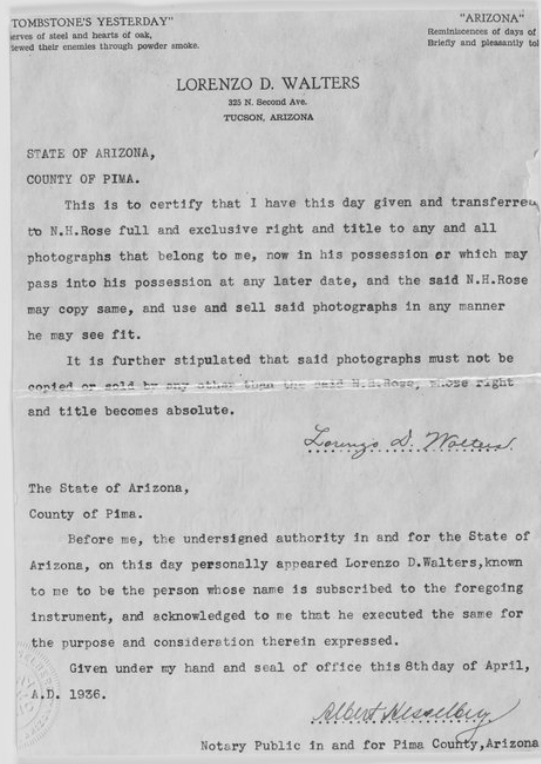 TOMBSTONE'S YESTERDAY"
erves of steel and hearts of oak,
iewed their enemies through powder smoke.
"ARIZONA"
Reminiscences of days of
Briefly and pleasantly tol
LORENZO D. WALTERS
325 N. Second Ave.
TUCSON, ARIZONA
STATE OF ARIZONA,
COUNTY OF PIMA.
This is to certify that I have this day given and transferred
to N.H.Rose full and exclusive right and title to any and all
photographs that belong to me, now in his possession or which may
pass into his possession at any later date, and the said N.H.Rose
may copy same, and use and sell said photographs in any manner
he may see fit.
It is further stipulated that said photographs must not be
copied or sold by any other than the said N.H.Rose, whose right
and title becomes absolute.
Lorenzo D. Walters.
The State of Arizona,
County of Pima.
Before me, the undersigned authority in and for the State of
Arizona, on this day personally appeared Lorenzo D.Walters,known
to me to be the person whose name is subscribed to the foregoing
instrument, and acknowledged to me that he executed the same for
the purpose and consideration therein expressed.
Given under my hand and seal of office this 8th day of April,
A.D. 1936.
Albert Hesselberg
Notary Public in and for Pima County,Arizona